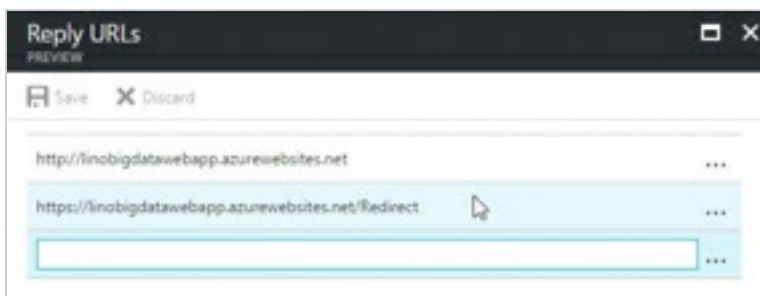 Reply URLs
PREVIEW
Save Discard
http://linobigdatawebapp.azurewebsites.net
https://linobigdatawebapp.azurewebsites.net/Redirect